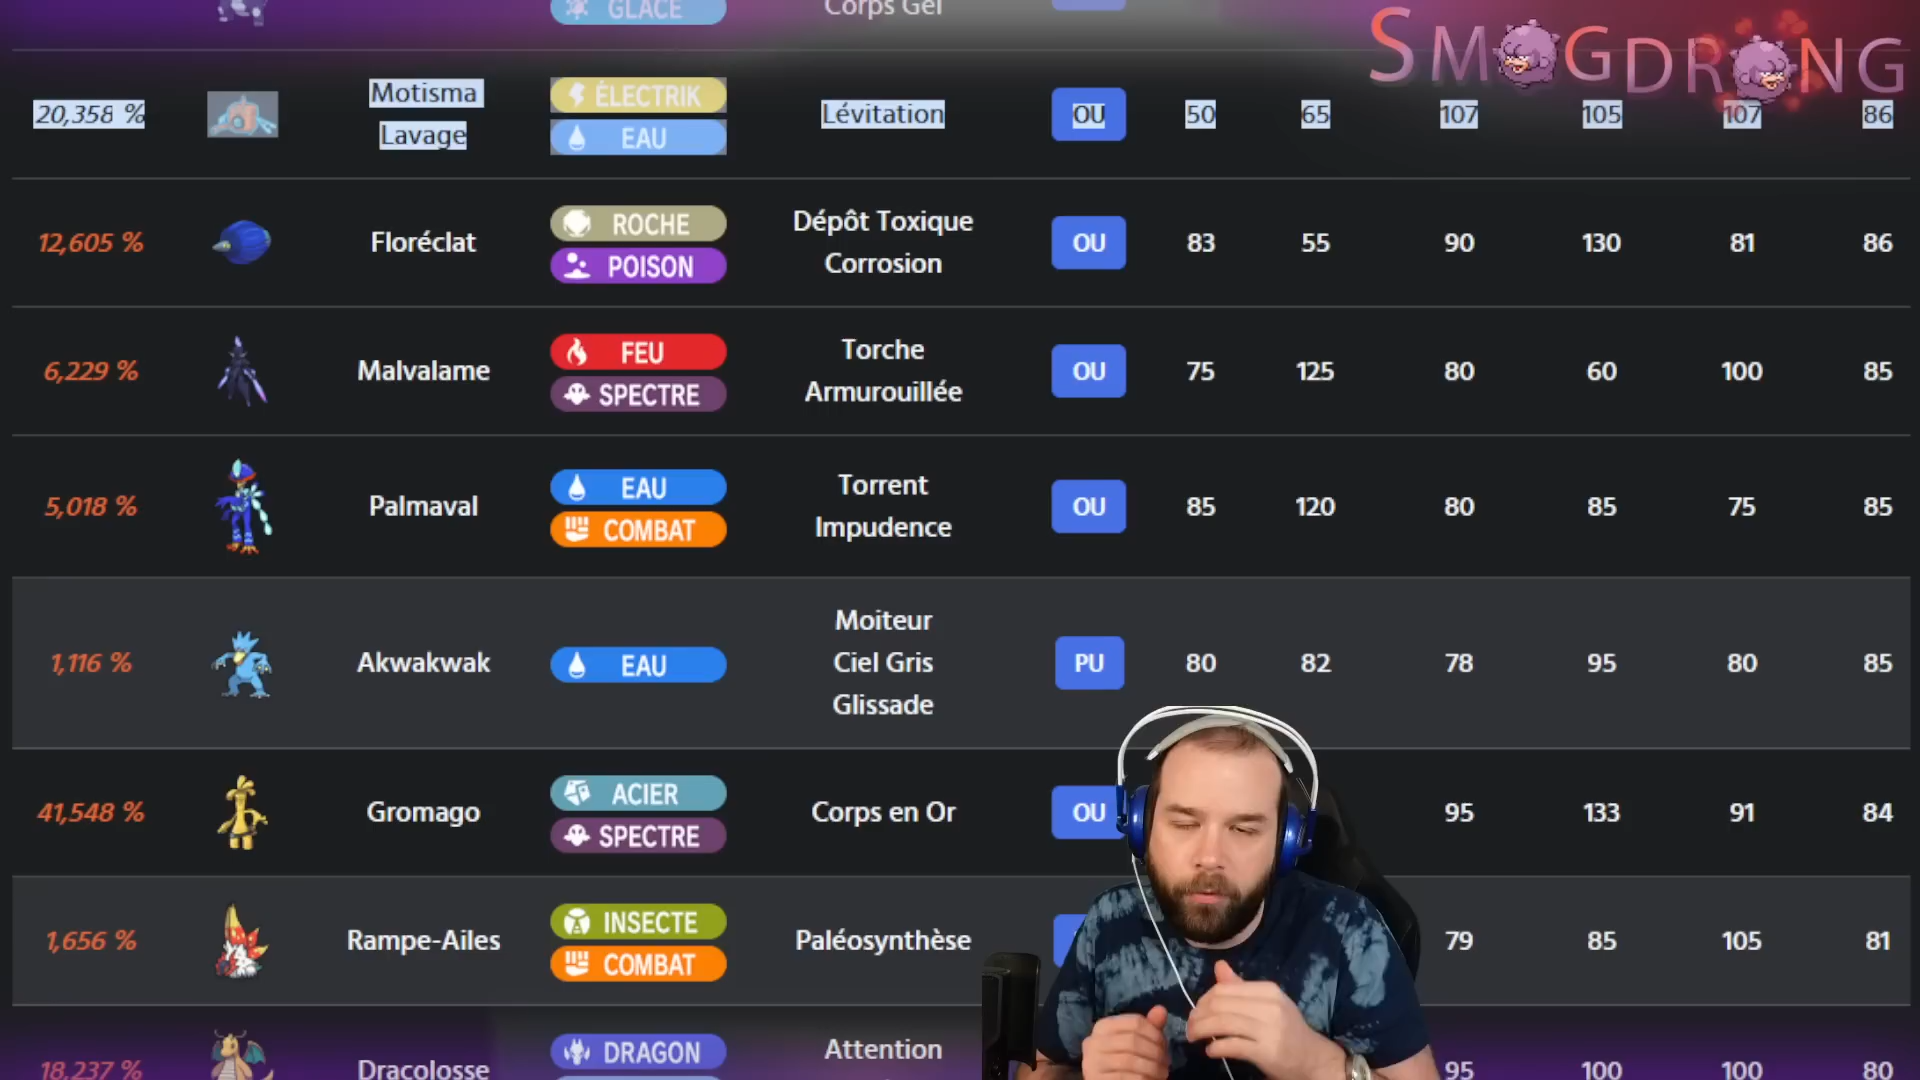 GLACE
Corps Gel
SMOGDRONG
20,358 %
Motisma
Lavage
ÉLECTRIK
EAU
Lévitation
OU
50
65
107
105
107
86
12,605 %
Floréclat
ROCHE
POISON
Dépôt Toxique
Corrosion
OU
83
55
90
130
81
86
6,229 %
Malvalame
FEU
SPECTRE
Torche
Armurouillée
OU
75
125
80
60
100
85
5,018 %
Palmaval
EAU
COMBAT
Torrent
Impudence
OU
85
120
80
85
75
85
1,116 %
Akwakwak
EAU
Moiteur
Ciel Gris
Glissade
PU
80
82
78
95
80
85
41,548 %
Gromago
ACIER
SPECTRE
Corps en Or
OU
95
133
91
84
1,656 %
Rampe-Ailes
INSECTE
COMBAT
Paléosynthèse
79
85
105
81
18,237 %
Dracolosse
DRAGON
Attention
95
100
100
80